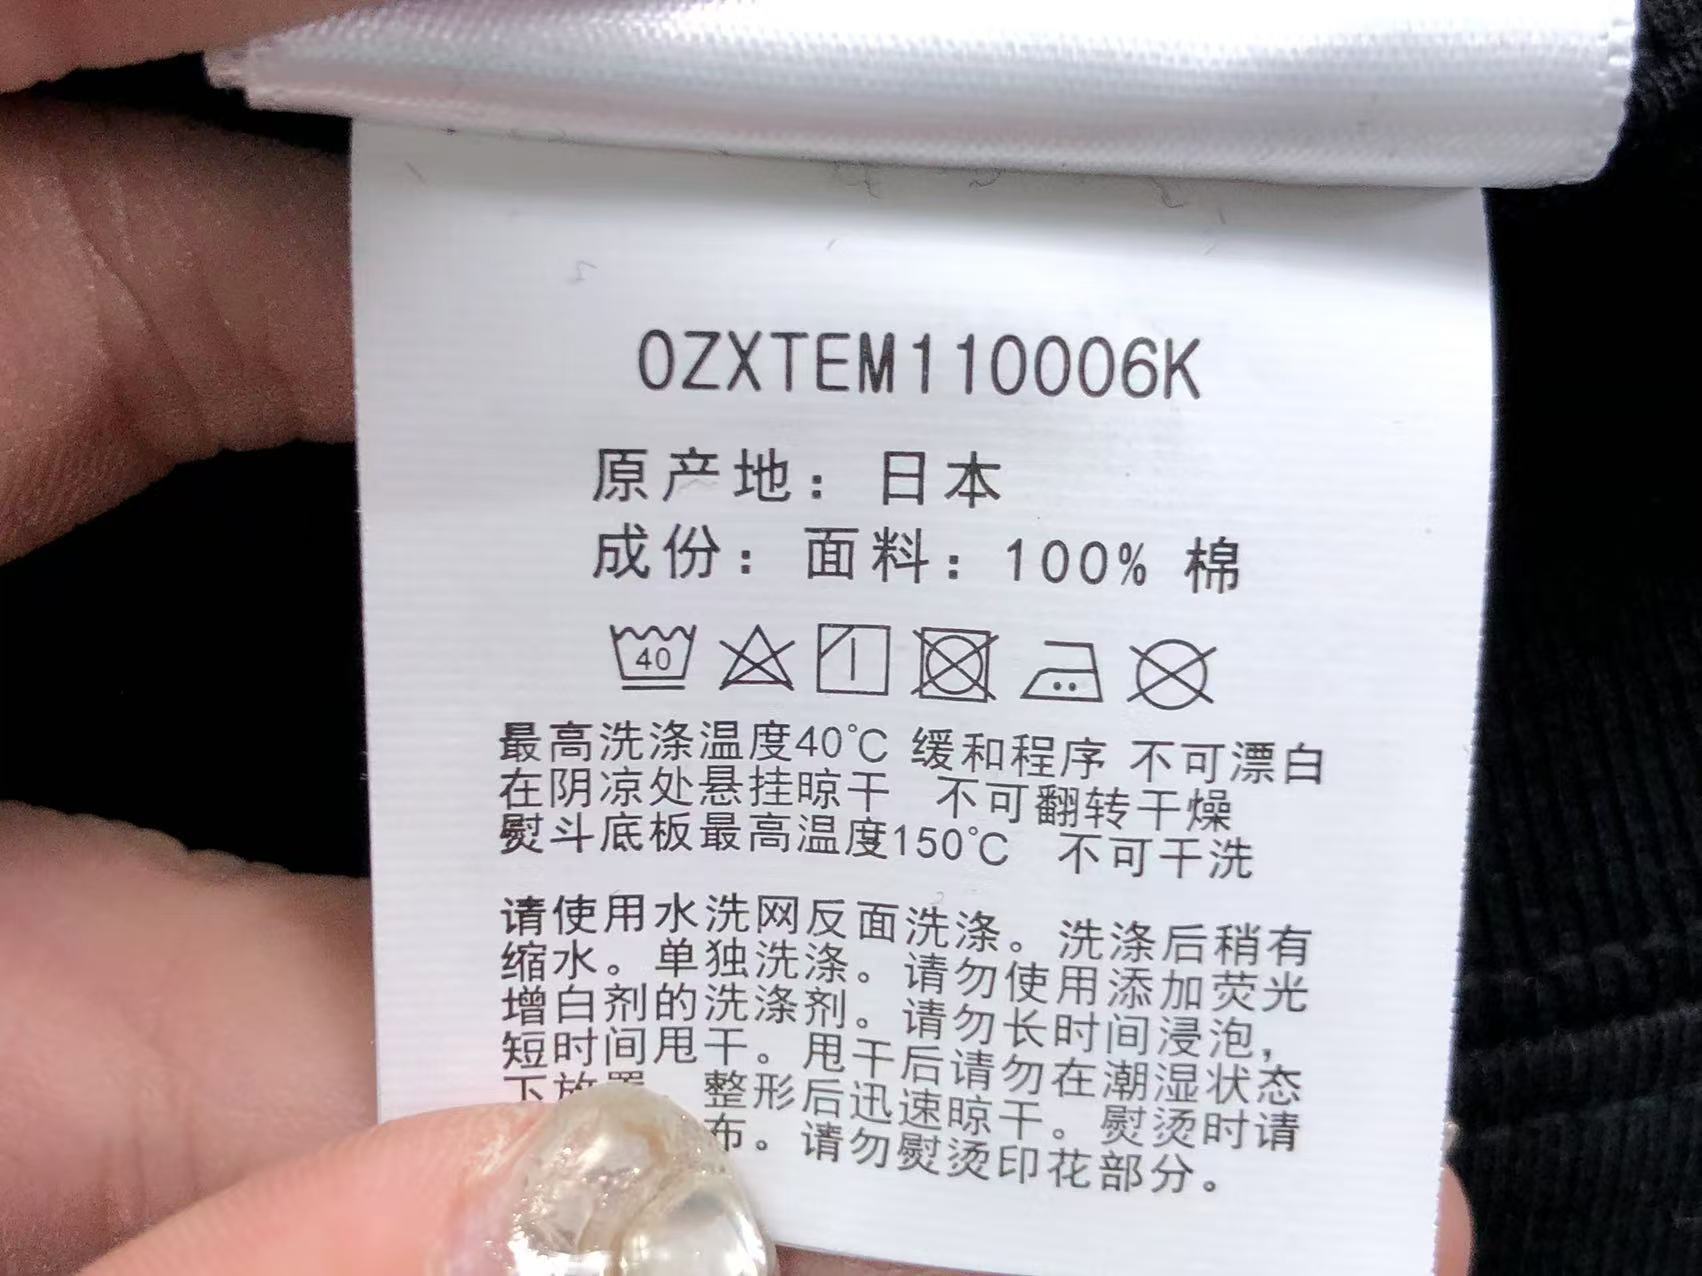 0ZXTEM110006K
原产地：日本
成份：面料：100% 棉
40
最高洗涤温度40℃ 缓和程序 不可漂白
在阴凉处悬挂晾干 不可翻转干燥
熨斗底板最高温度150℃ 不可干洗
请使用水洗网反面洗涤。洗涤后稍有
缩水。单独洗涤。请勿使用添加荧光
增白剂的洗涤剂。请勿长时间浸泡，
短时间甩干。甩干后请勿在潮湿状态
下放置 整形后迅速晾干。熨烫时请
布。请勿熨烫印花部分。